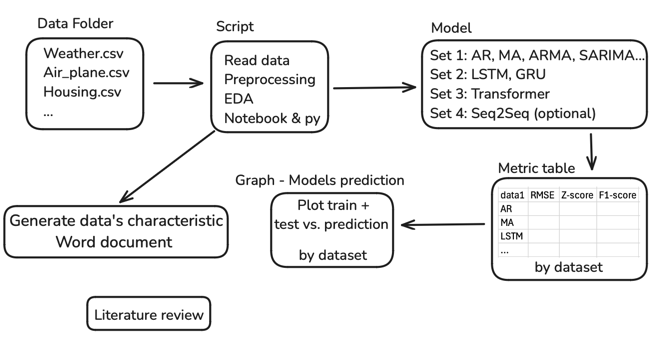 Data Folder
Weather.csv
Air_plane.csv
Housing.csv
...
Script
Read data
Preprocessing
EDA
Notebook & py
Model
Set 1: AR, MA, ARMA, SARIMA...
Set 2: LSTM, GRU
Set 3: Transformer
Set 4: Seq2Seq (optional)
Metric table
data1 RMSE Z-score F1-score
AR
MA
LSTM
...
by dataset
Graph - Models prediction
Plot train +
test vs. prediction
by dataset
Generate data's characteristic
Word document
Literature review